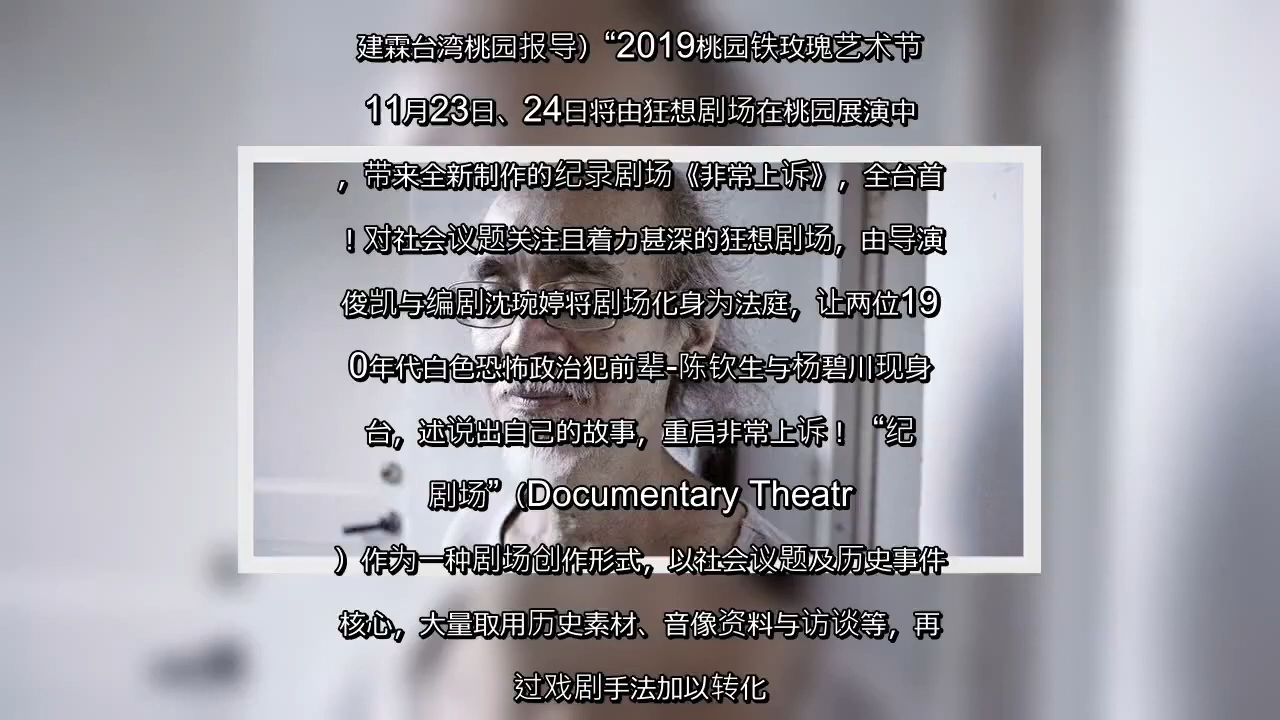 建霖台湾桃园报导）“2019桃园铁玫瑰艺术节
11月23日、24日将由狂想剧场在桃园展演中
，带来全新制作的纪录剧场《非常上诉》，全台首
！对社会议题关注且着力甚深的狂想剧场，由导演
俊凯与编剧沈琬婷将剧场化身为法庭，让两位19
0年代白色恐怖政治犯前辈-陈钦生与杨碧川现身
台，述说出自己的故事，重启非常上诉！“纪
剧场”（Documentary Theatr
）作为一种剧场创作形式，以社会议题及历史事件
核心，大量取用历史素材、音像资料与访谈等，再
过戏剧手法加以转化